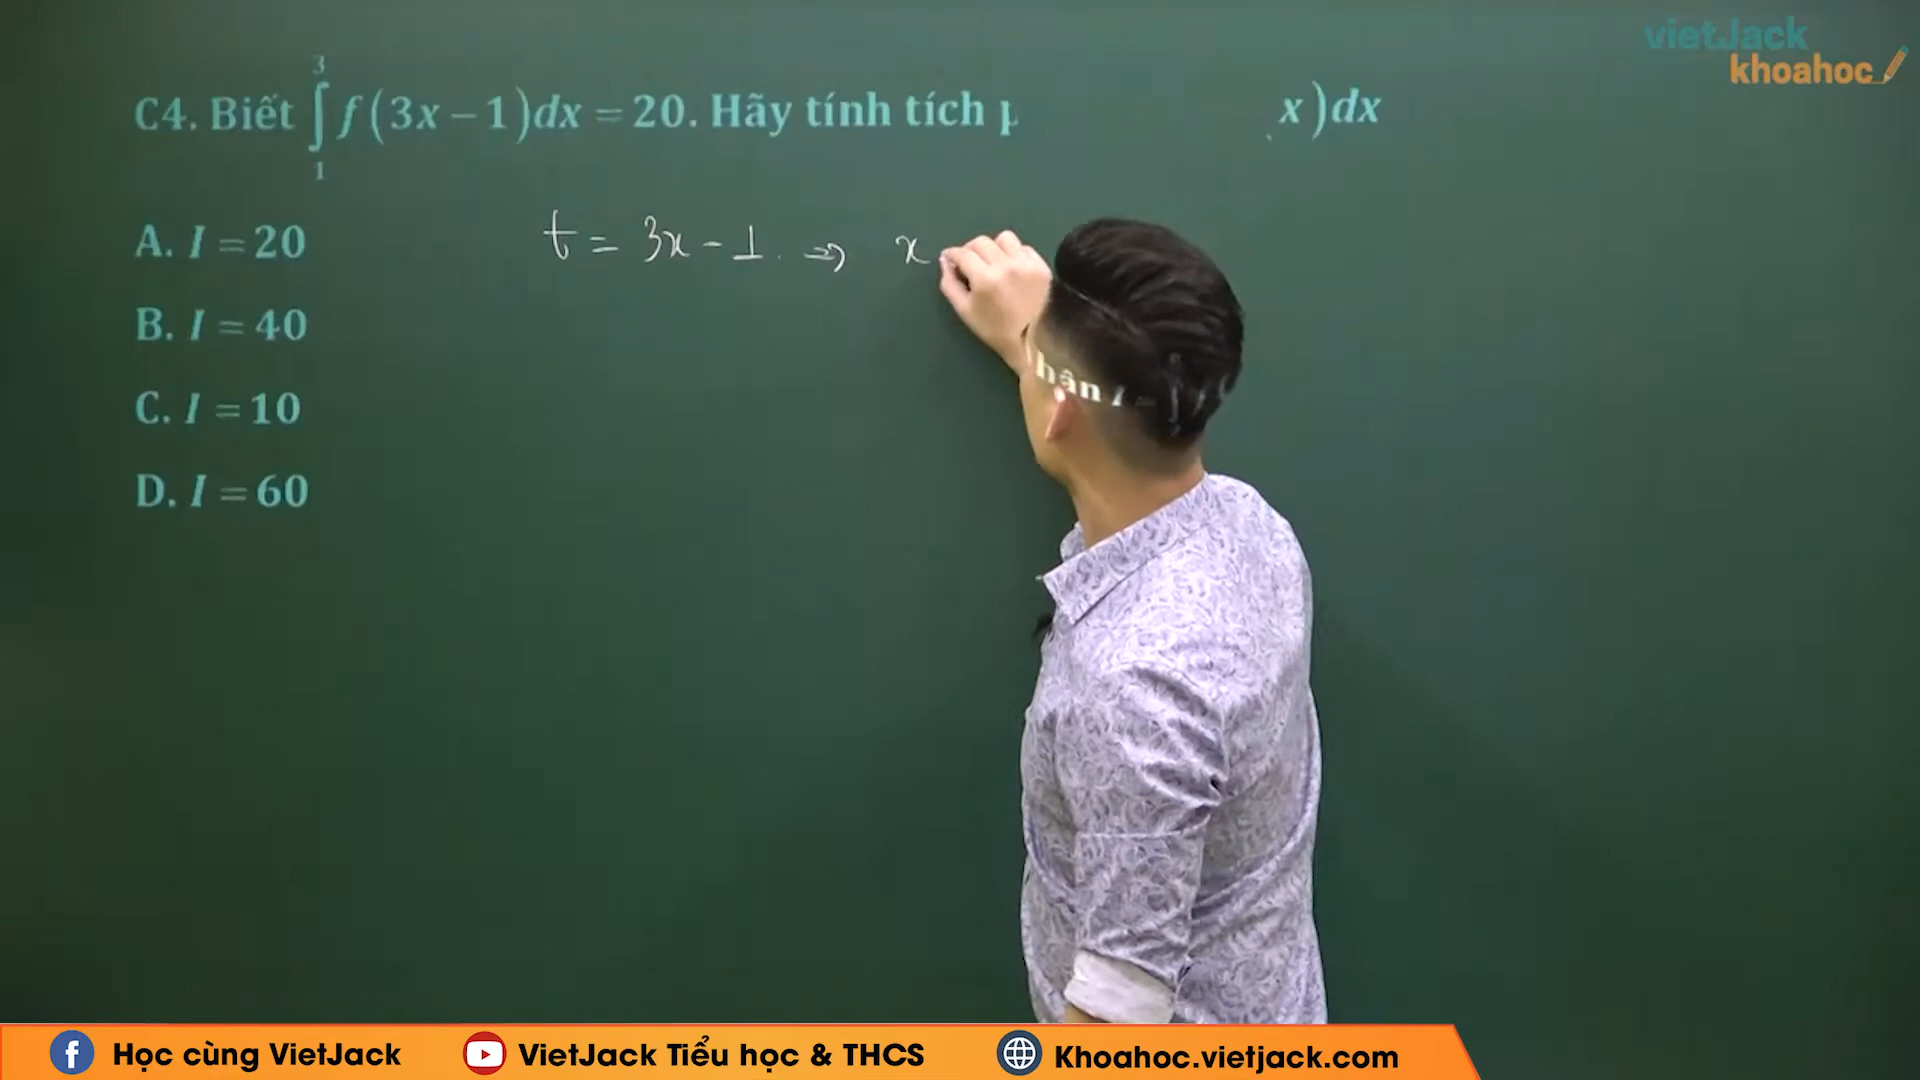 vietJack
khoahoc
C4. Biết ∫₁³ f(3x − 1)dx = 20. Hãy tính tích hân I x)dx
t = 3x − 1. ⇒ x
A. I = 20
B. I = 40
C. I = 10
D. I = 60
Học cùng VietJack
VietJack Tiểu học & THCS
Khoahoc.vietjack.com